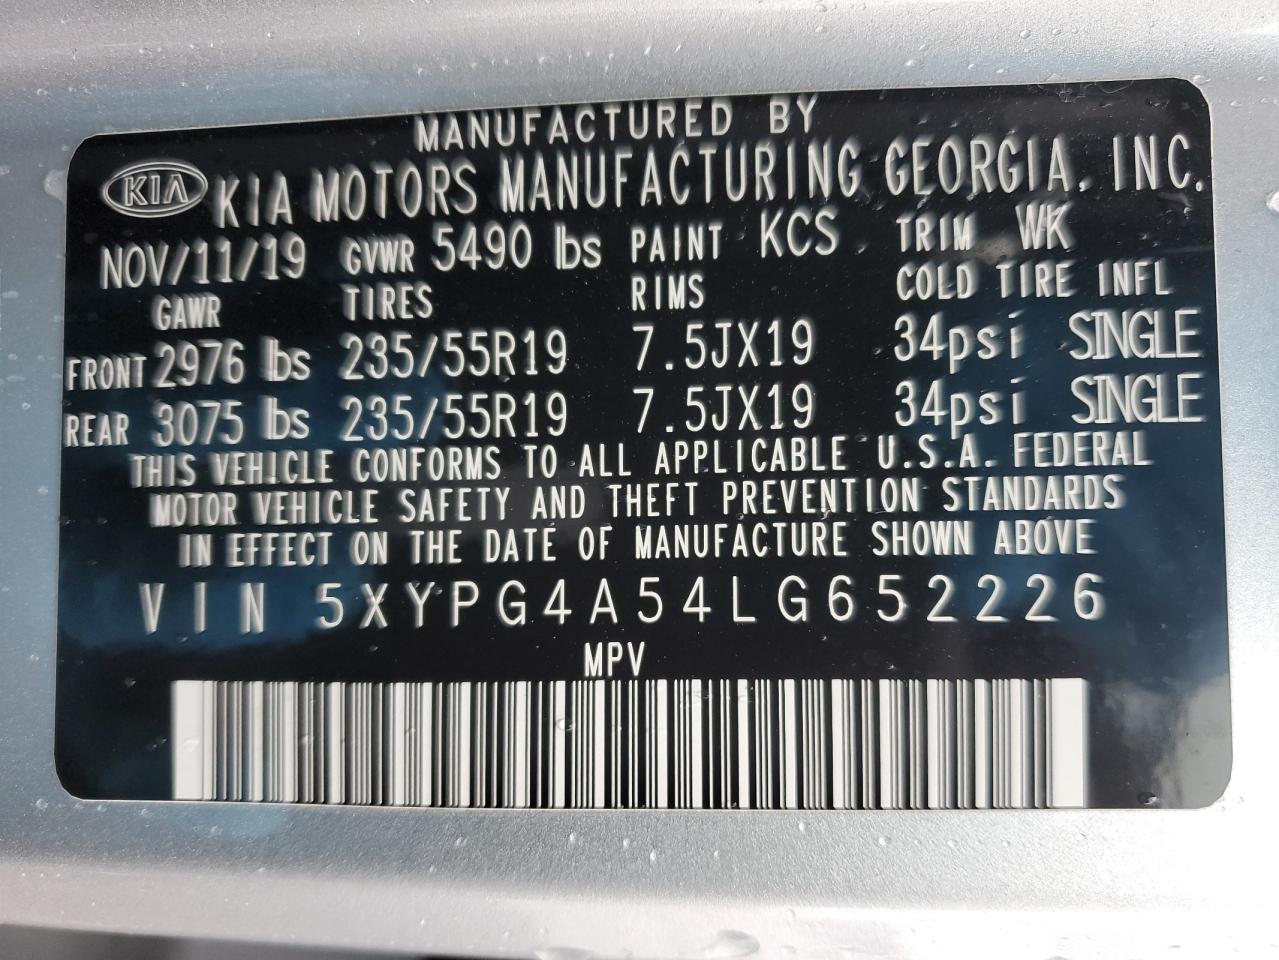 MANUFACTURED BY
KIA KIA MOTORS MANUFACTURING GEORGIA, INC.
NOV/11/19 GVWR 5490 lbs PAINT KCS TRIM WK
GAWR TIRES RIMS COLD TIRE INFL
FRONT 2976 lbs 235/55R19 7.5JX19 34psi SINGLE
REAR 3075 lbs 235/55R19 7.5JX19 34psi SINGLE
THIS VEHICLE CONFORMS TO ALL APPLICABLE U.S.A. FEDERAL
MOTOR VEHICLE SAFETY AND THEFT PREVENTION STANDARDS
IN EFFECT ON THE DATE OF MANUFACTURE SHOWN ABOVE
VIN 5XYPG4A54LG652226
MPV